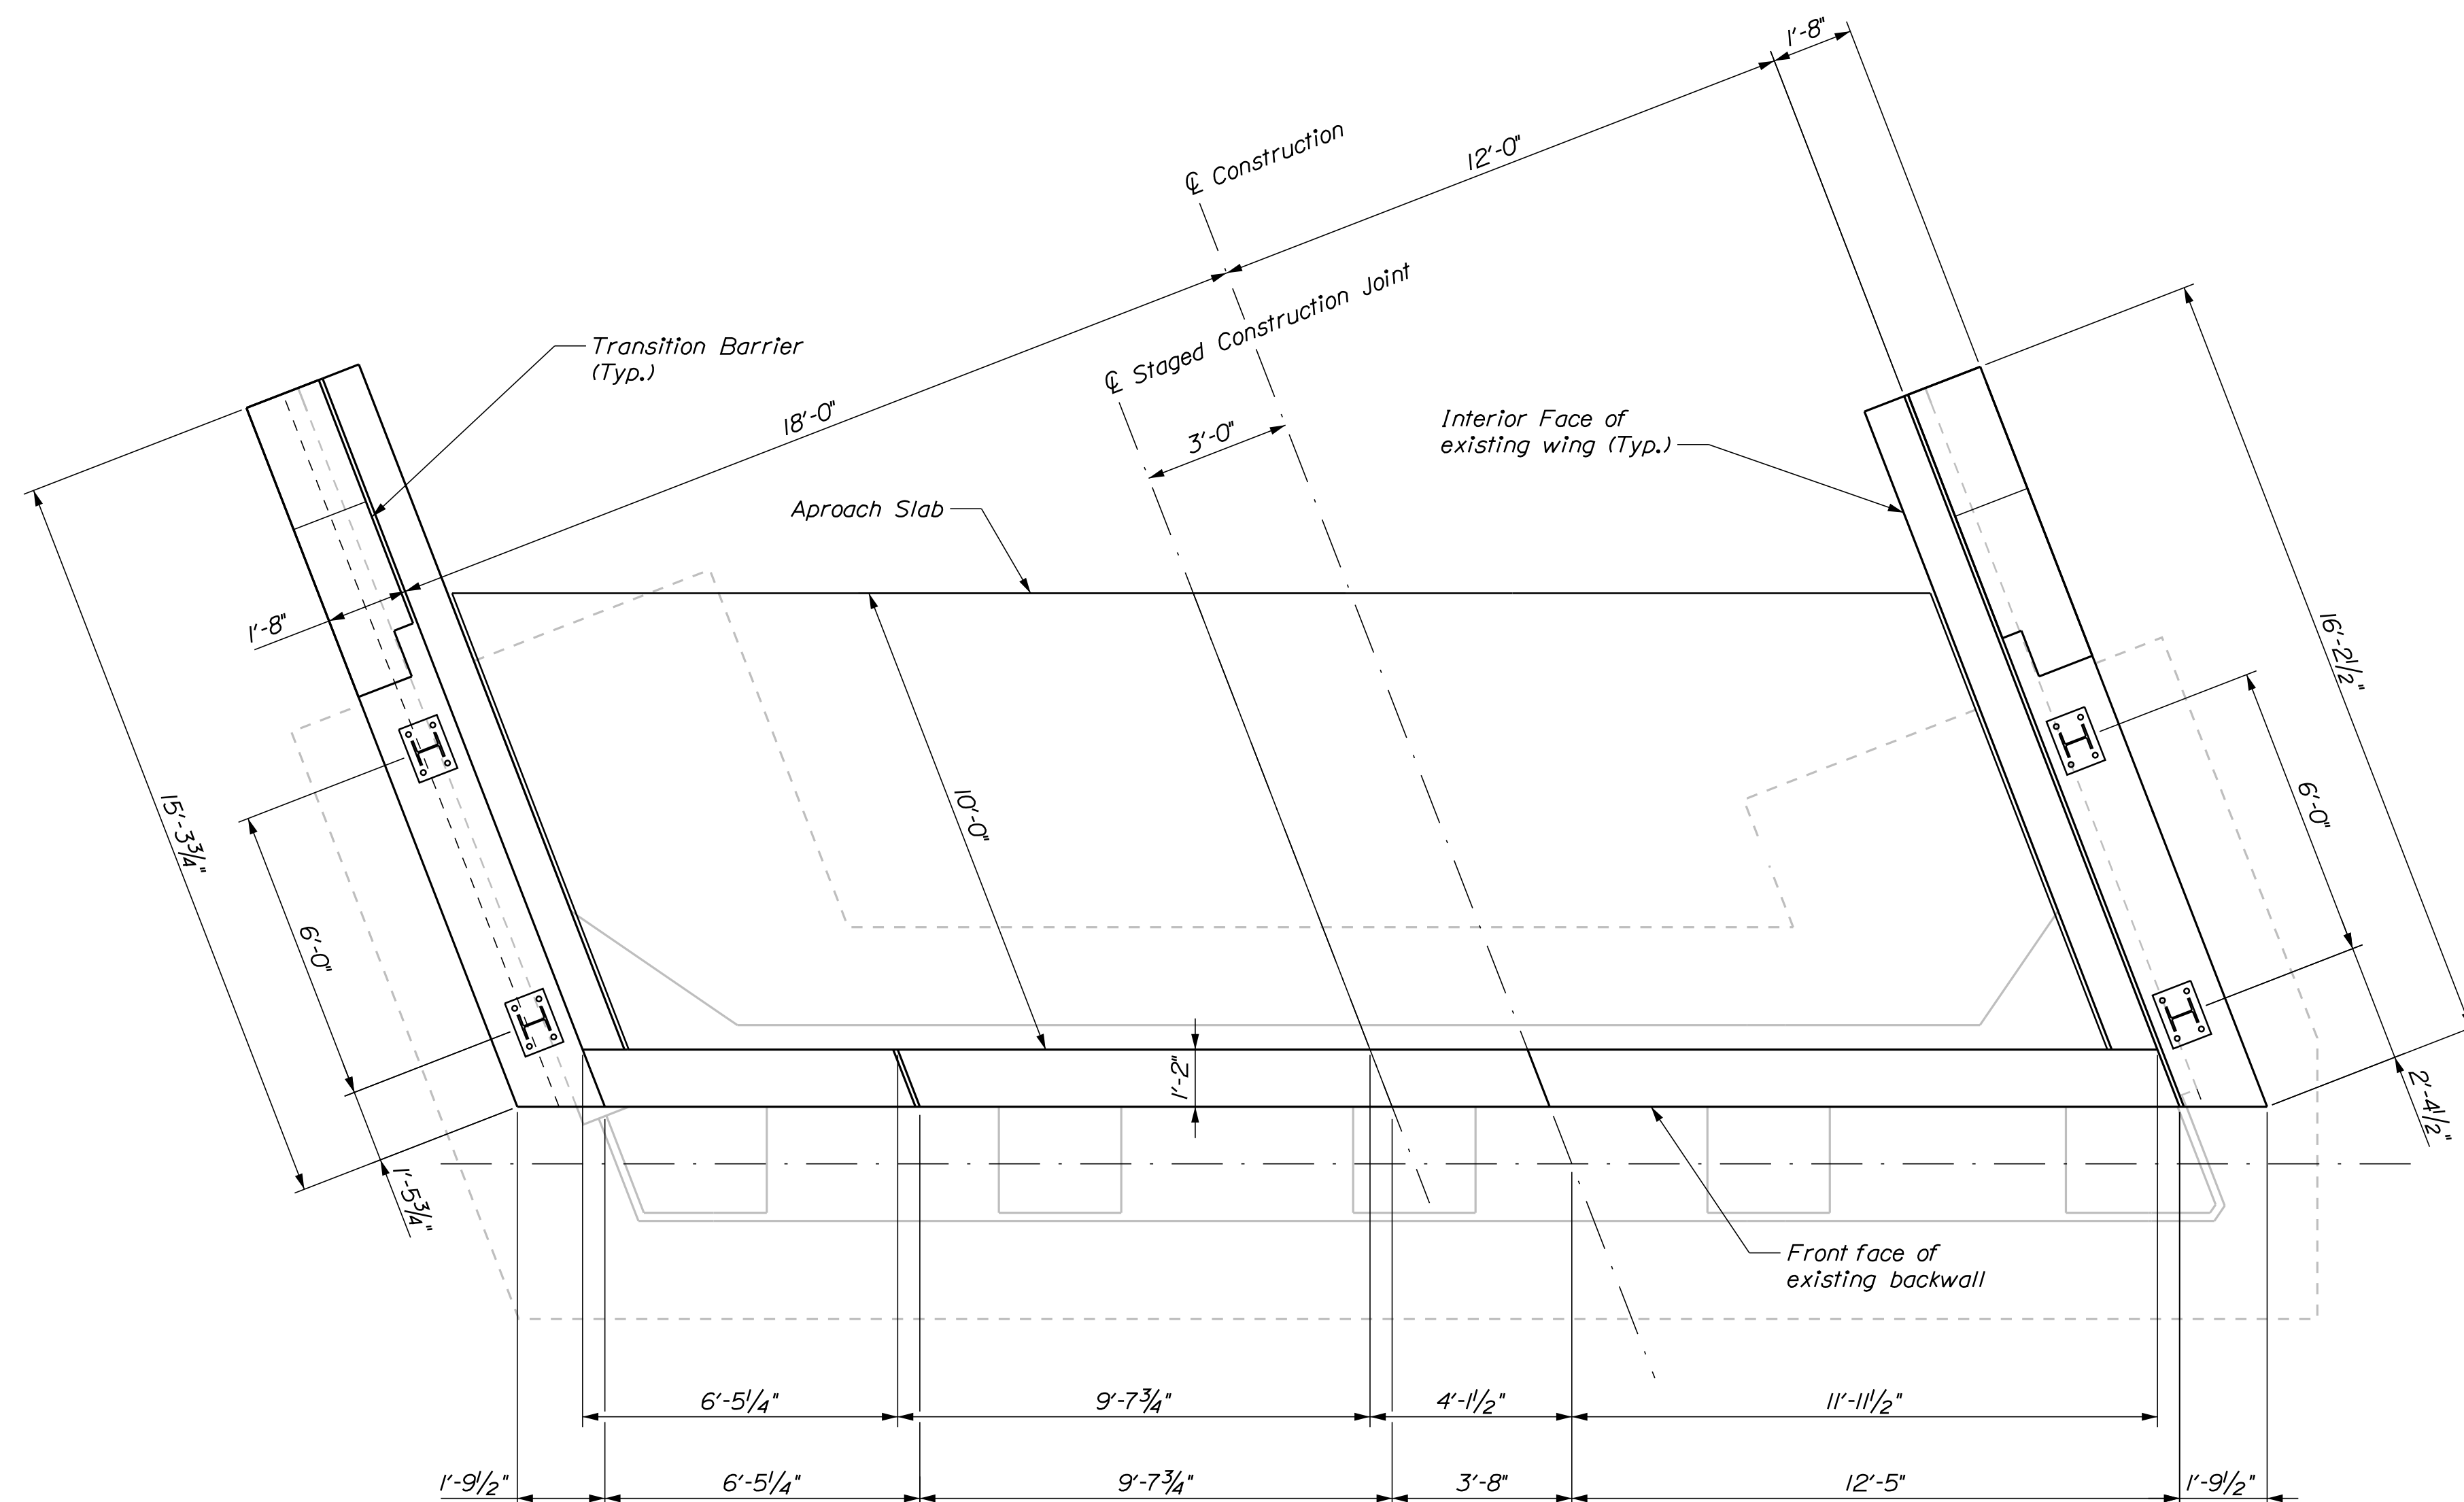 1'-8"
℄ Construction
12'-0"
℄ Staged Construction Joint
Transition Barrier
(Typ.)
18'-0"
3'-0"
Interior Face of
existing wing (Typ.)
Aproach Slab
1'-8"
16'-2½"
15'-3¾"
10'-0"
6'-0"
6'-0"
1'-2"
2'-4½"
1'-5¾"
Front face of
existing backwall
6'-5¼"
9'-7¾"
4'-1½"
11'-11½"
1'-9½"
6'-5¼"
9'-7¾"
3'-8"
12'-5"
1'-9½"